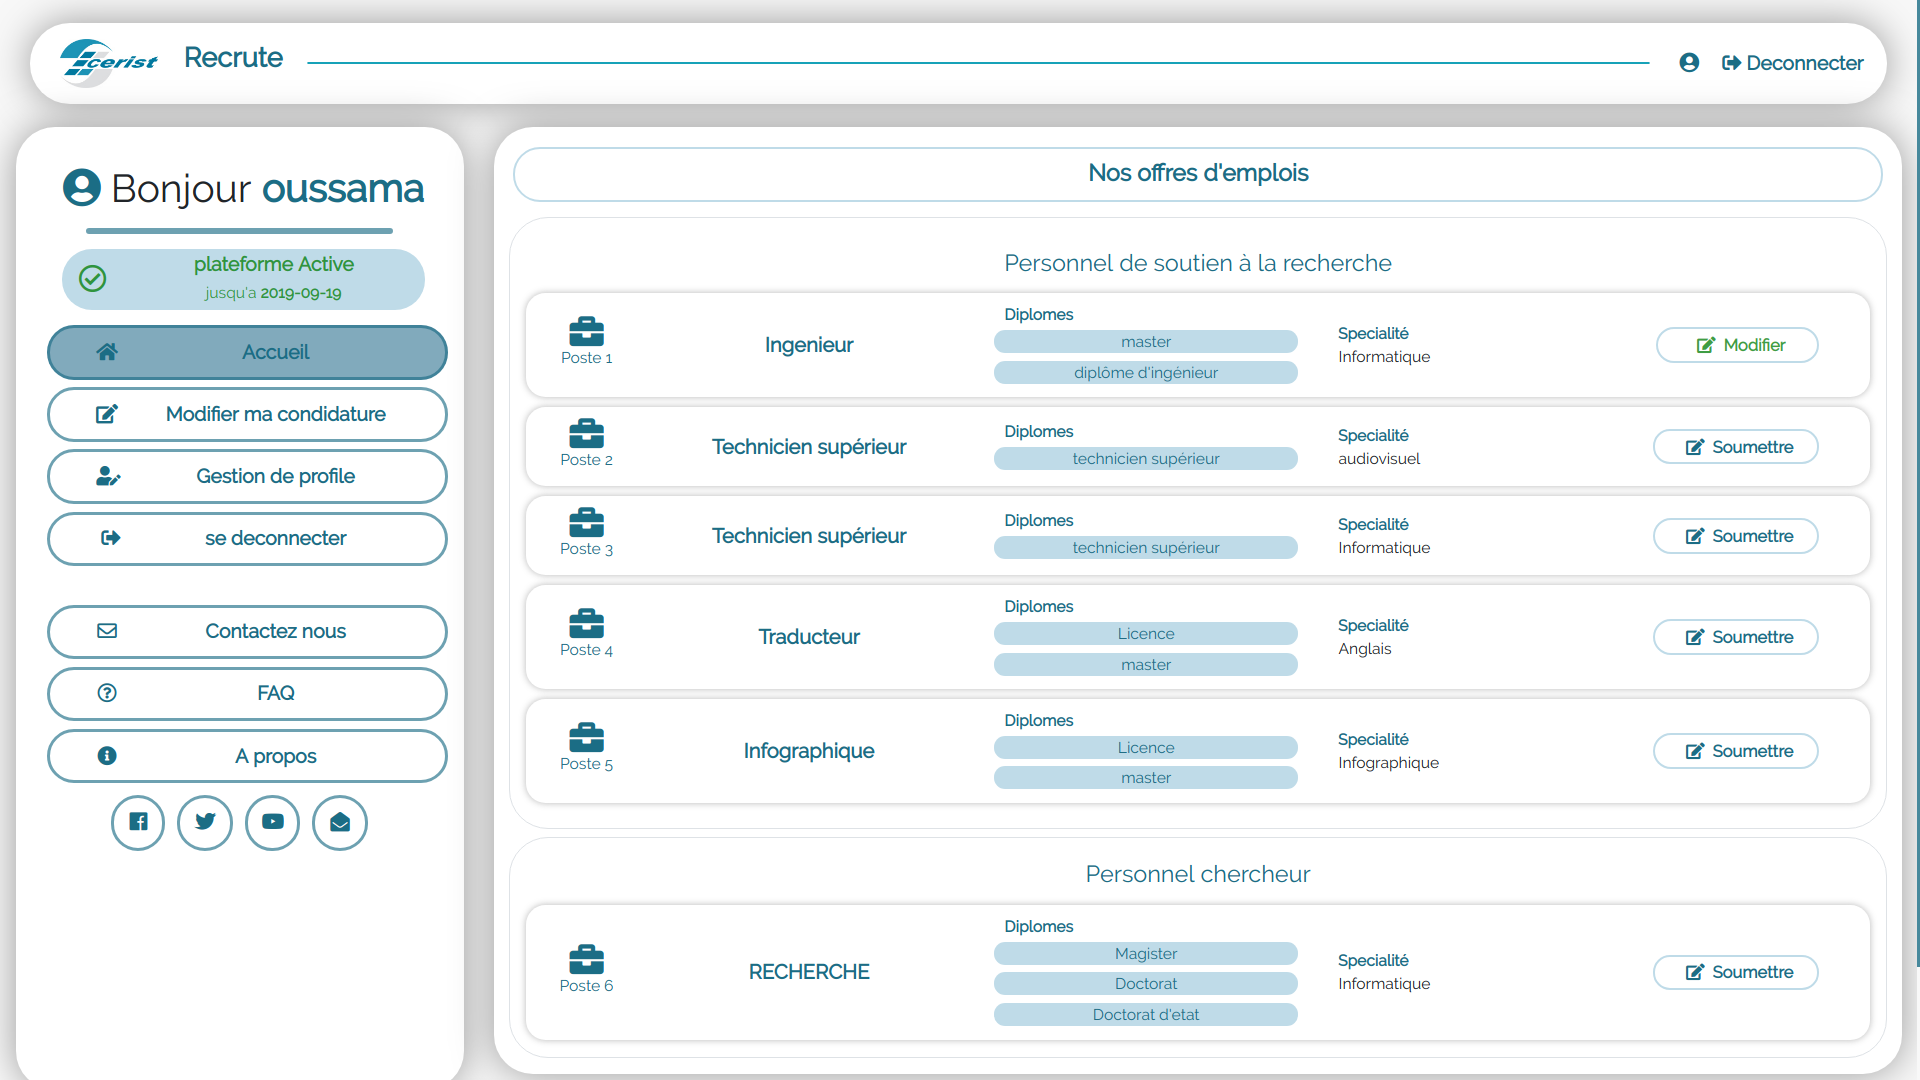 cerist
Recrute
Deconnecter
Bonjour oussama
plateforme Active
jusqu'a 2019-09-19
Accueil
Modifier ma condidature
Gestion de profile
se deconnecter
Contactez nous
FAQ
A propos
Nos offres d'emplois
Personnel de soutien à la recherche
Poste 1
Ingenieur
Diplomes
master
diplôme d'ingénieur
Specialité
Informatique
Modifier
Poste 2
Technicien supérieur
Diplomes
technicien supérieur
Specialité
audiovisuel
Soumettre
Poste 3
Technicien supérieur
Diplomes
technicien supérieur
Specialité
Informatique
Soumettre
Poste 4
Traducteur
Diplomes
Licence
master
Specialité
Anglais
Soumettre
Poste 5
Infographique
Diplomes
Licence
master
Specialité
Infographique
Soumettre
Personnel chercheur
Poste 6
RECHERCHE
Diplomes
Magister
Doctorat
Doctorat d'etat
Specialité
Informatique
Soumettre